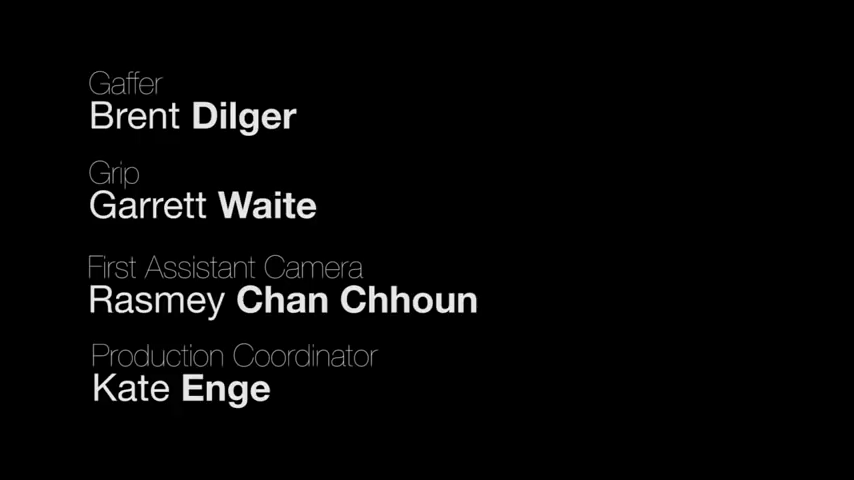 Gaffer
Brent Dilger
Grip
Garrett Waite
First Assistant Camera
Rasmey Chan Chhoun
Production Coordinator
Kate Enge